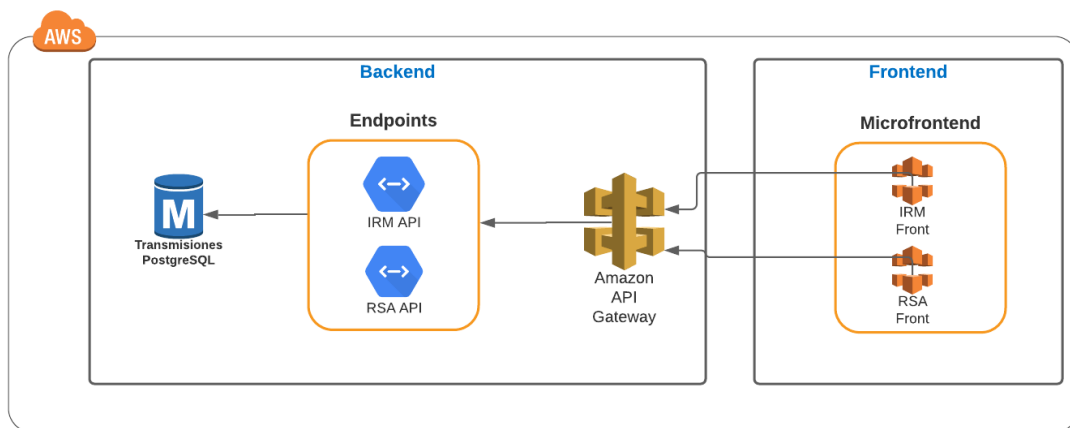 AWS
Backend
Frontend
Endpoints
Microfrontend
IRM API
RSA API
M
Transmisiones
PostgreSQL
Amazon
API
Gateway
IRM
Front
RSA
Front